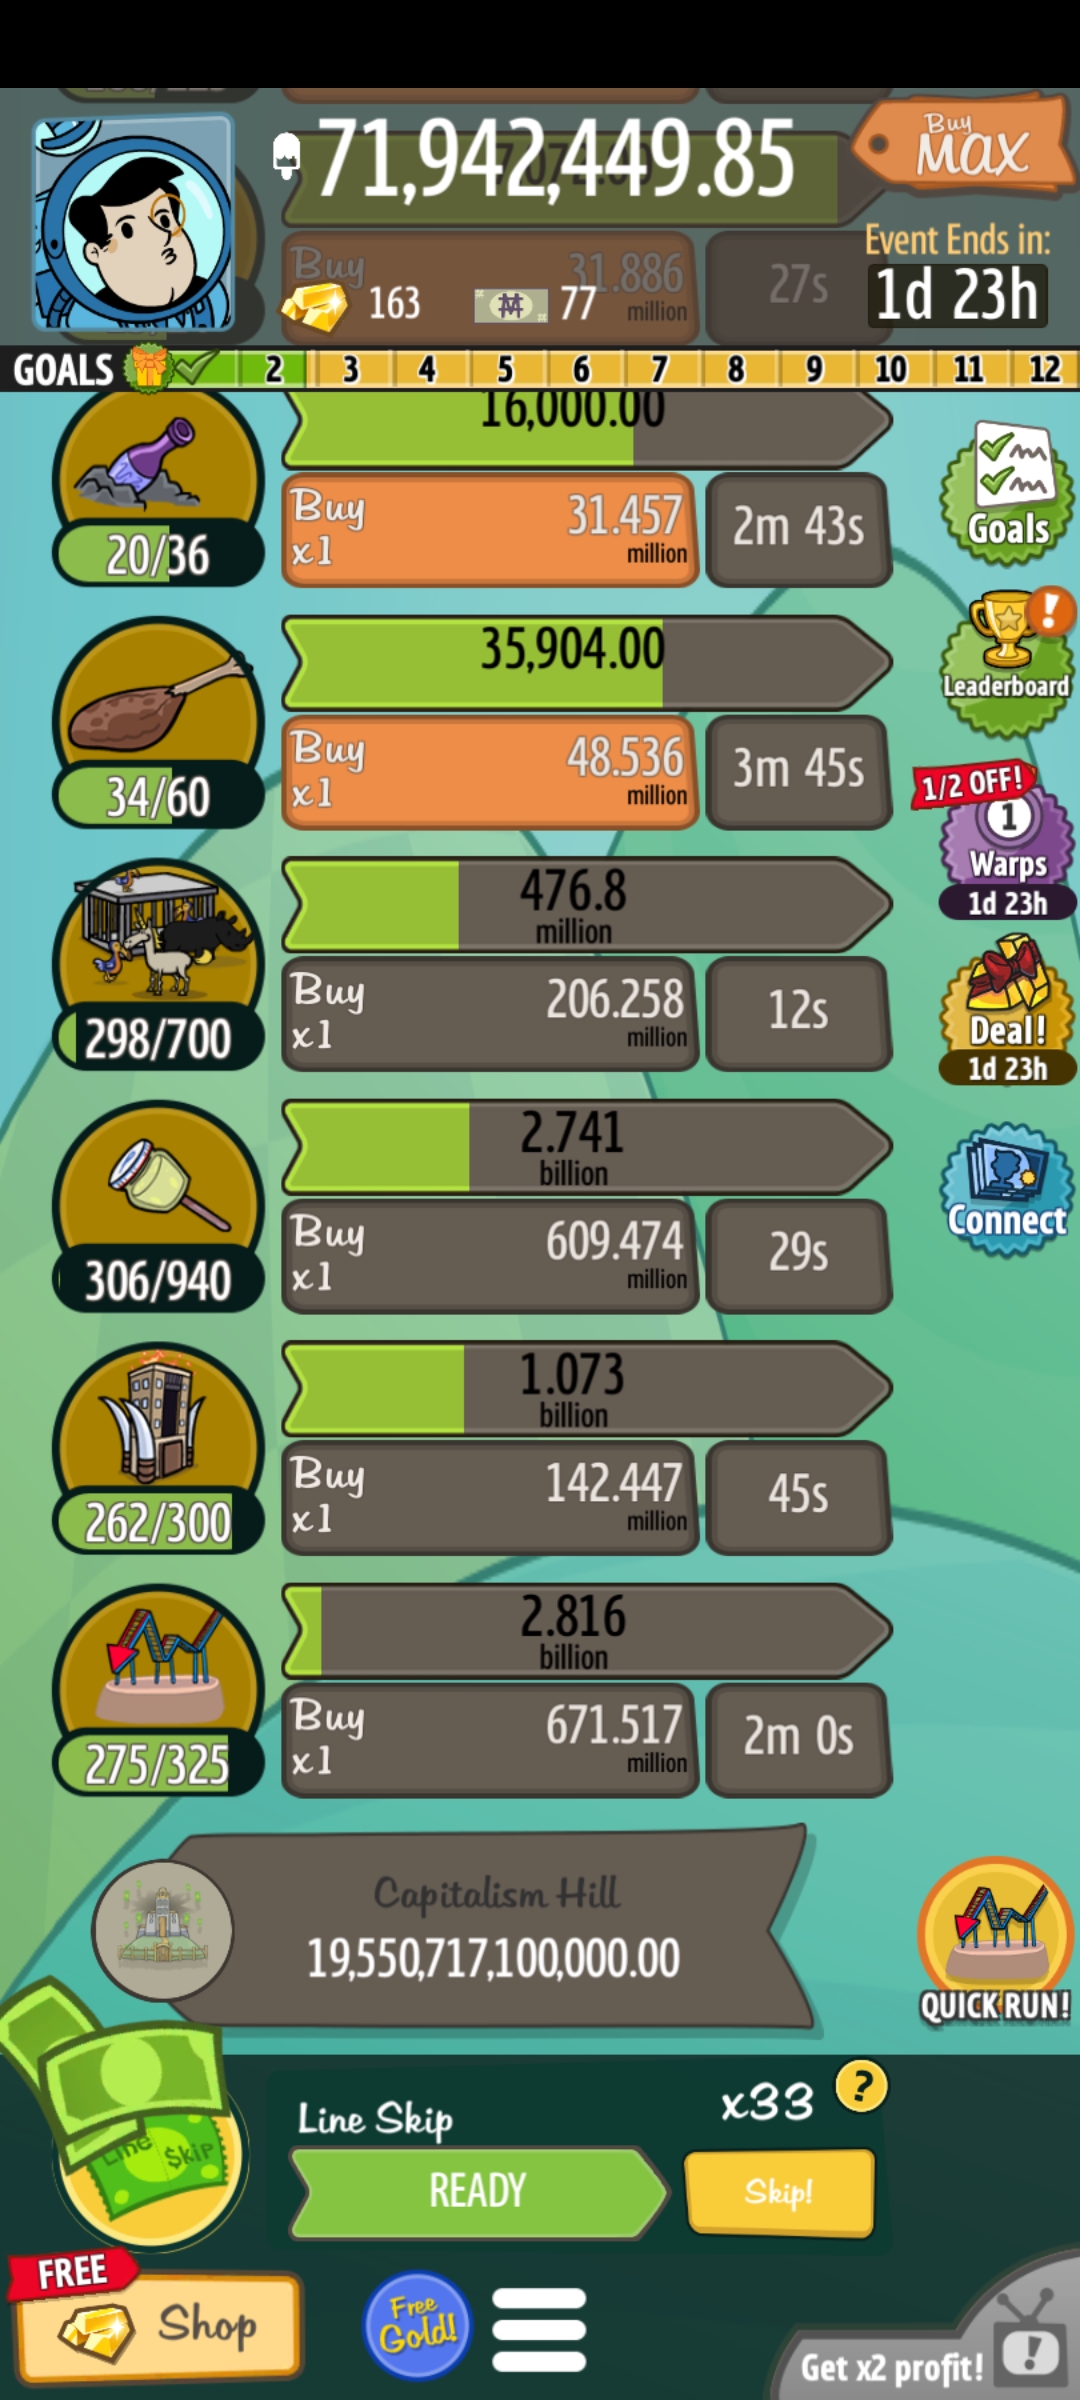 71,942,449.85
Buy
MAX
Buy
31.886
million
27s
163
77
Event Ends in:
1d 23h
GOALS
2 3 4 5 6 7 8 9 10 11 12
16,000.00
20/36
Buy
x1
31.457
million
2m 43s
Goals
35,904.00
34/60
Buy
x1
48.536
million
3m 45s
Leaderboard
1/2 OFF!
1
Warps
1d 23h
476.8
million
298/700
Buy
x1
206.258
million
12s
Deal!
1d 23h
2.741
billion
306/940
Buy
x1
609.474
million
29s
Connect
1.073
billion
262/300
Buy
x1
142.447
million
45s
2.816
billion
275/325
Buy
x1
671.517
million
2m 0s
Capitalism Hill
19,550,717,100,000.00
QUICK RUN!
Line $kip
Line Skip
x33
?
READY
Skip!
FREE
Shop
Free
Gold!
Get x2 profit!